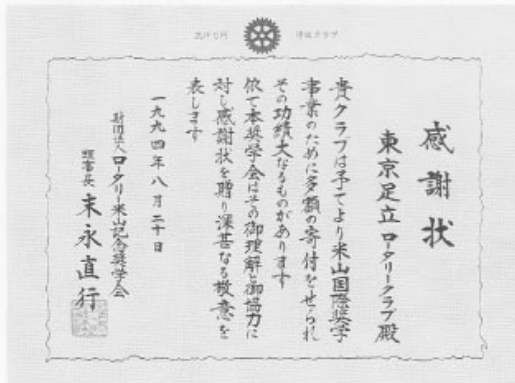 感謝状
東京足立ロータリークラブ殿
貴クラブは予てより米山国際奨学
事業のために多額の寄付をせられ
その功績大なるものがあります
依て本奨学会はその御理解と御協力に
対し感謝状を贈り深甚なる敬意を
表します
一九九四年八月二十日
財団法人ロータリー米山記念奨学会
理事長 末永直行